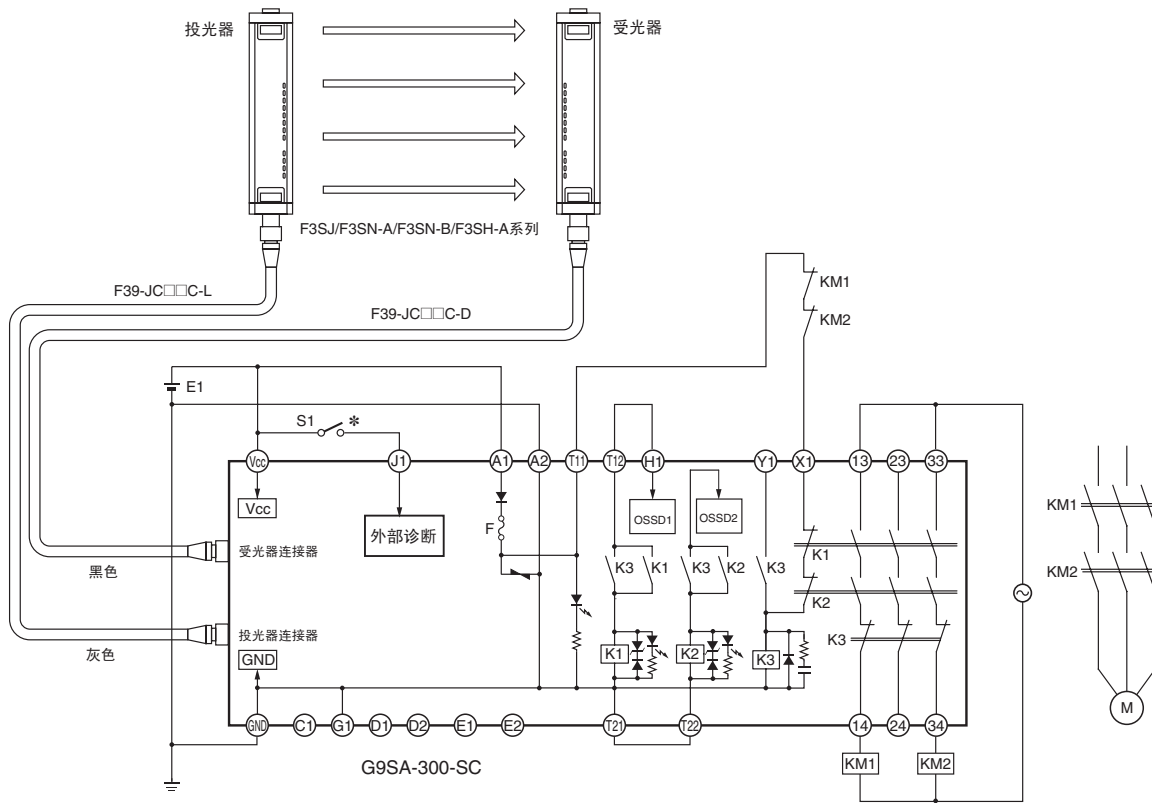 投光器
受光器
F3SJ/F3SN-A/F3SN-B/F3SH-A系列
F39-JC□□C-L
F39-JC□□C-D
KM1
KM2
E1
S1 *
Vcc J1 A1 A2 T11 T12 H1 Y1 X1 13 23 33
Vcc
外部诊断
F
OSSD1
OSSD2
KM1
KM2
M
受光器连接器
黑色
K3 K1 K3 K2 K3 K1
K2
投光器连接器
灰色
K3
GND
K1 K2 K3
GND C1 G1 D1 D2 E1 E2 T21 T22 14 24 34
G9SA-300-SC
KM1 KM2